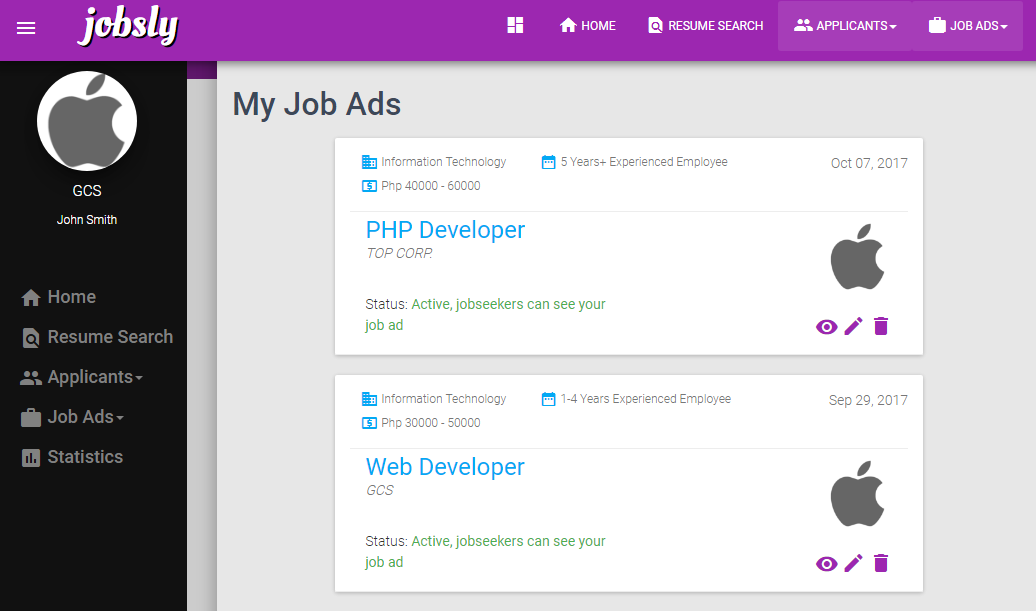 jobsly
HOME
RESUME SEARCH
APPLICANTS
JOB ADS
GCS
John Smith
Home
Resume Search
Applicants
Job Ads
Statistics
My Job Ads
Information Technology
5 Years+ Experienced Employee
Oct 07, 2017
Php 40000 - 60000
PHP Developer
TOP CORP.
Status: Active, jobseekers can see your
job ad
Information Technology
1-4 Years Experienced Employee
Sep 29, 2017
Php 30000 - 50000
Web Developer
GCS
Status: Active, jobseekers can see your
job ad